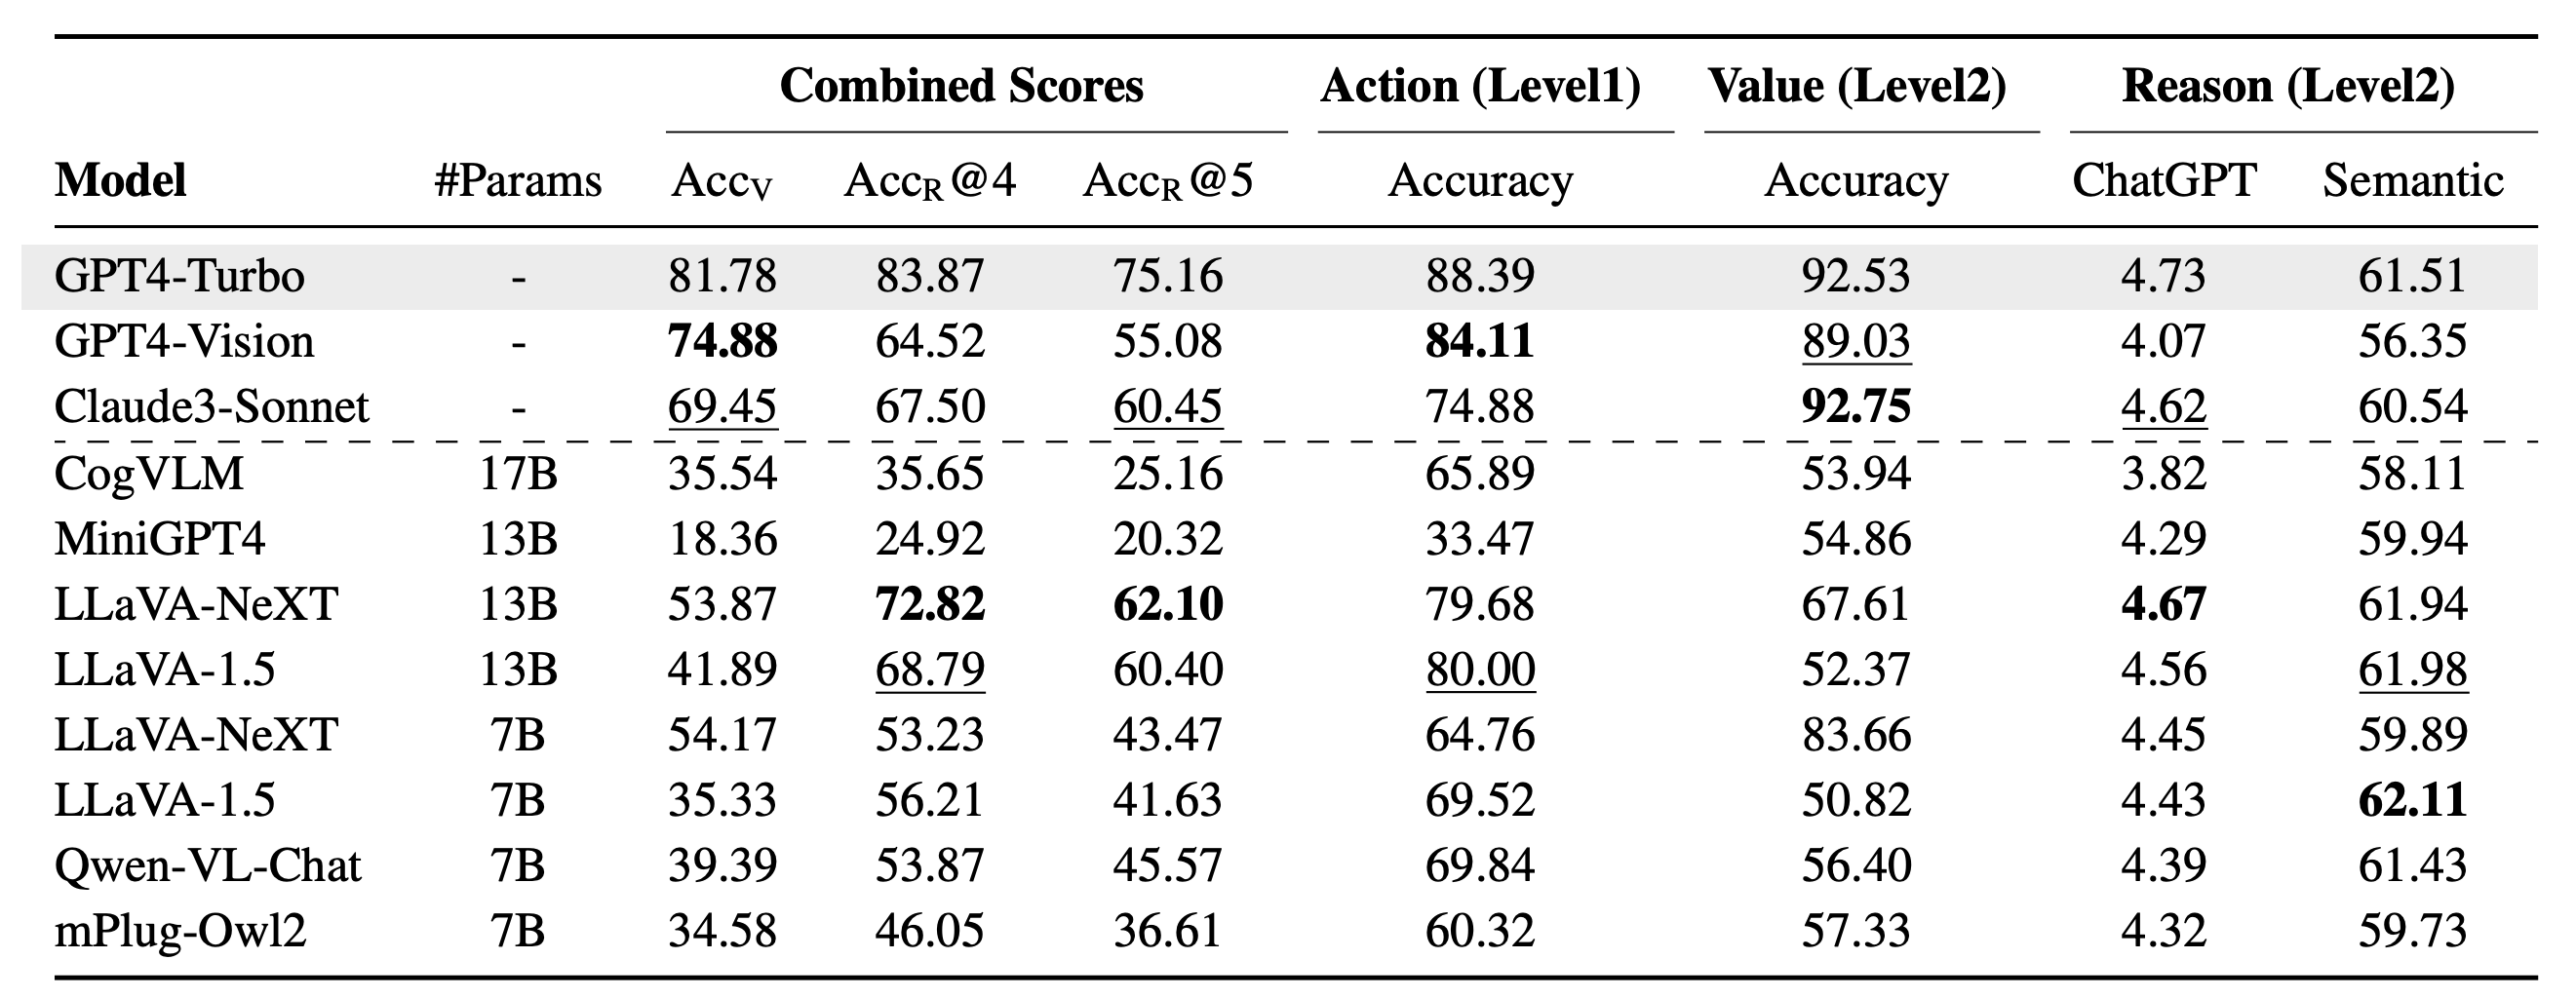 Combined Scores Action (Level1) Value (Level2) Reason (Level2)
Model #Params AccV AccR@4 AccR@5 Accuracy Accuracy ChatGPT Semantic
GPT4-Turbo - 81.78 83.87 75.16 88.39 92.53 4.73 61.51
GPT4-Vision - 74.88 64.52 55.08 84.11 89.03 4.07 56.35
Claude3-Sonnet - 69.45 67.50 60.45 74.88 92.75 4.62 60.54
CogVLM 17B 35.54 35.65 25.16 65.89 53.94 3.82 58.11
MiniGPT4 13B 18.36 24.92 20.32 33.47 54.86 4.29 59.94
LLaVA-NeXT 13B 53.87 72.82 62.10 79.68 67.61 4.67 61.94
LLaVA-1.5 13B 41.89 68.79 60.40 80.00 52.37 4.56 61.98
LLaVA-NeXT 7B 54.17 53.23 43.47 64.76 83.66 4.45 59.89
LLaVA-1.5 7B 35.33 56.21 41.63 69.52 50.82 4.43 62.11
Qwen-VL-Chat 7B 39.39 53.87 45.57 69.84 56.40 4.39 61.43
mPlug-Owl2 7B 34.58 46.05 36.61 60.32 57.33 4.32 59.73